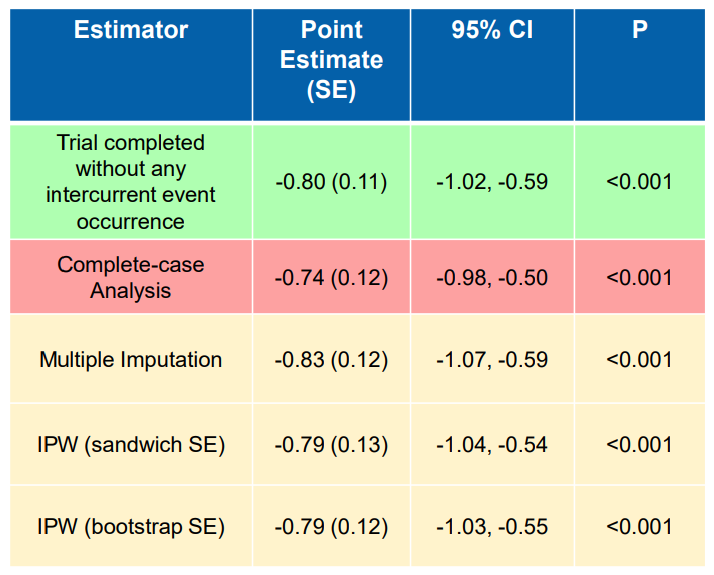 Estimator
Point
Estimate
(SE)
95% CI
P
Trial completed
without any
intercurrent event
occurrence
-0.80 (0.11)
-1.02, -0.59
<0.001
Complete-case
Analysis
-0.74 (0.12)
-0.98, -0.50
<0.001
Multiple Imputation
-0.83 (0.12)
-1.07, -0.59
<0.001
IPW (sandwich SE)
-0.79 (0.13)
-1.04, -0.54
<0.001
IPW (bootstrap SE)
-0.79 (0.12)
-1.03, -0.55
<0.001